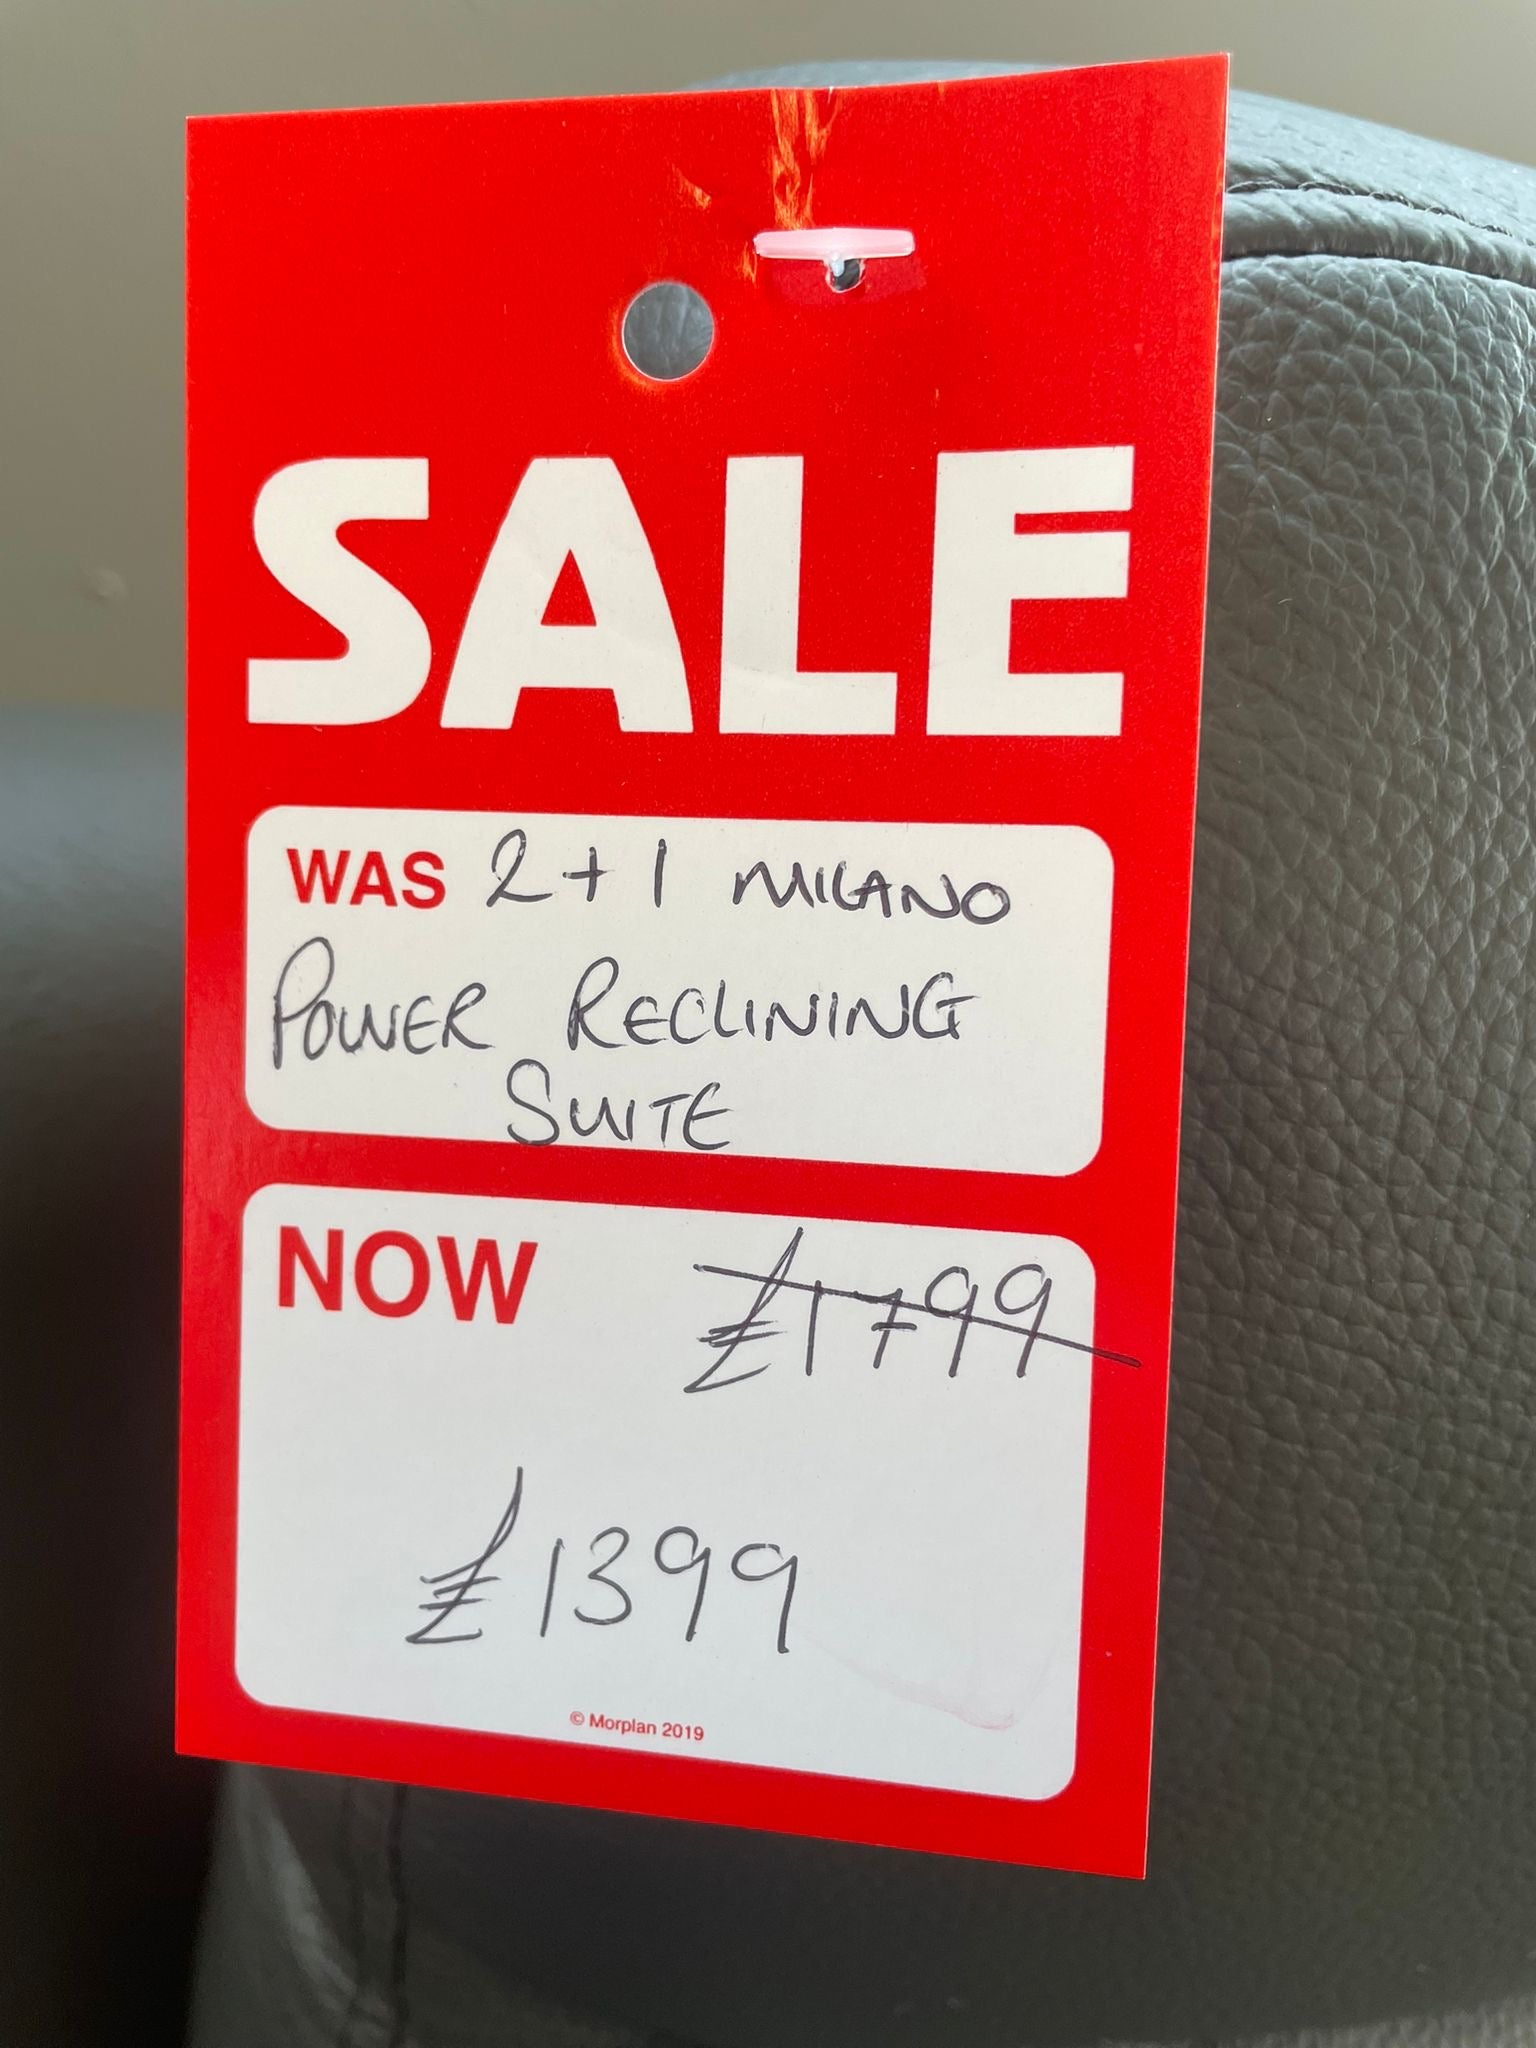 SALE
WAS 2+1 MILANO
POWER RECLINING
SUITE
NOW £1799
£1399
© Morplan 2019